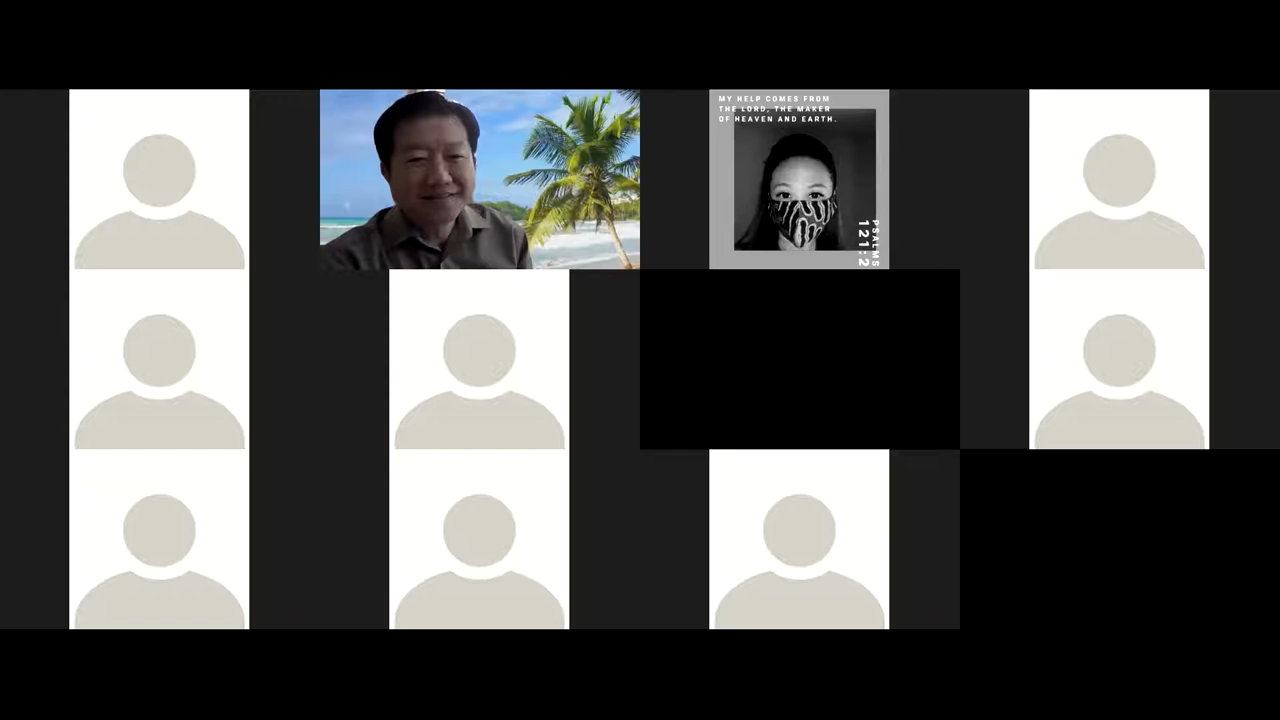 MY HELP COMES FROM
THE LORD, THE MAKER
OF HEAVEN AND EARTH.
PSALMS
121:2